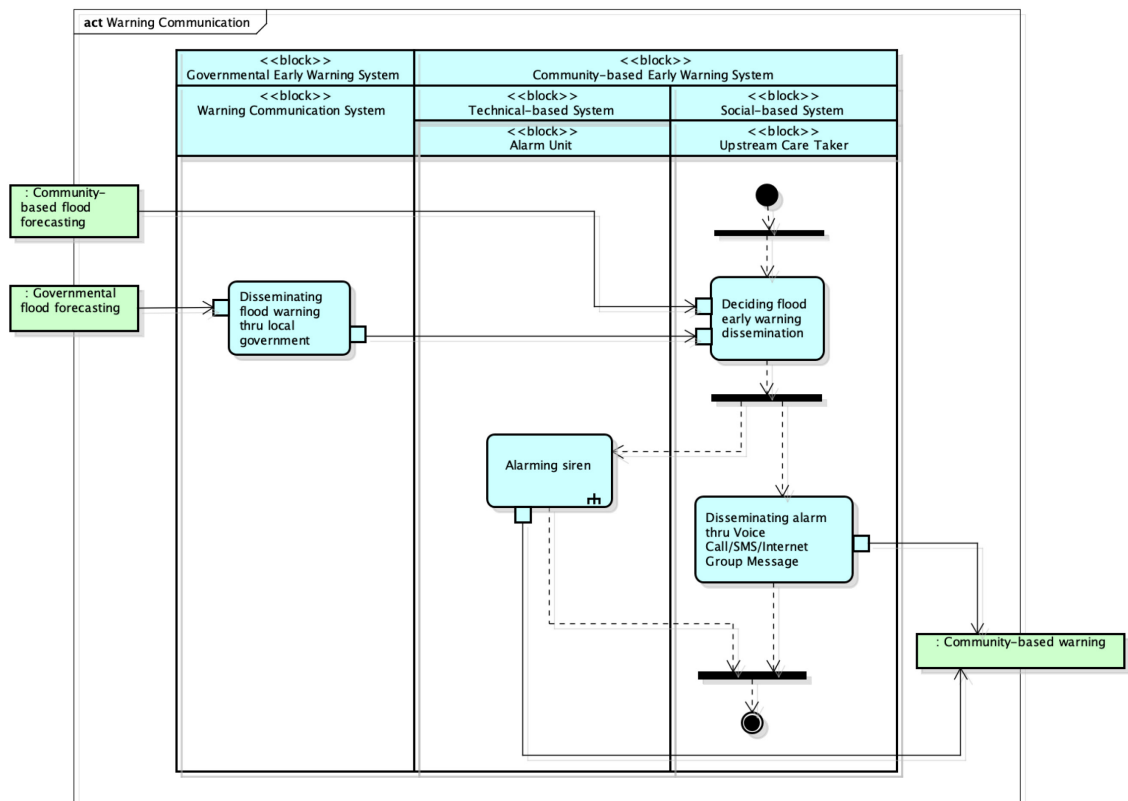 act Warning Communication
<<block>>
Governmental Early Warning System
<<block>>
Community-based Early Warning System
<<block>>
Warning Communication System
<<block>>
Technical-based System
<<block>>
Social-based System
<<block>>
Alarm Unit
<<block>>
Upstream Care Taker
: Community-
based flood
forecasting
: Governmental
flood forecasting
Disseminating
flood warning
thru local
government
Deciding flood
early warning
dissemination
Alarming siren
Disseminating alarm
thru Voice
Call/SMS/Internet
Group Message
: Community-based warning